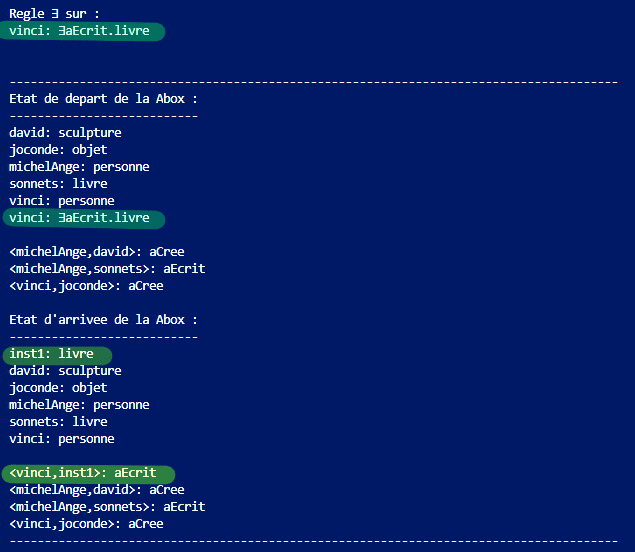 Regle ∃ sur :
vinci: ∃aEcrit.livre
---------------------------------------------------------------------------------------
Etat de depart de la Abox :
---------------------------
david: sculpture
joconde: objet
michelAnge: personne
sonnets: livre
vinci: personne
vinci: ∃aEcrit.livre
<michelAnge,david>: aCree
<michelAnge,sonnets>: aEcrit
<vinci,joconde>: aCree
Etat d'arrivee de la Abox :
---------------------------
inst1: livre
david: sculpture
joconde: objet
michelAnge: personne
sonnets: livre
vinci: personne
<vinci,inst1>: aEcrit
<michelAnge,david>: aCree
<michelAnge,sonnets>: aEcrit
<vinci,joconde>: aCree
---------------------------------------------------------------------------------------